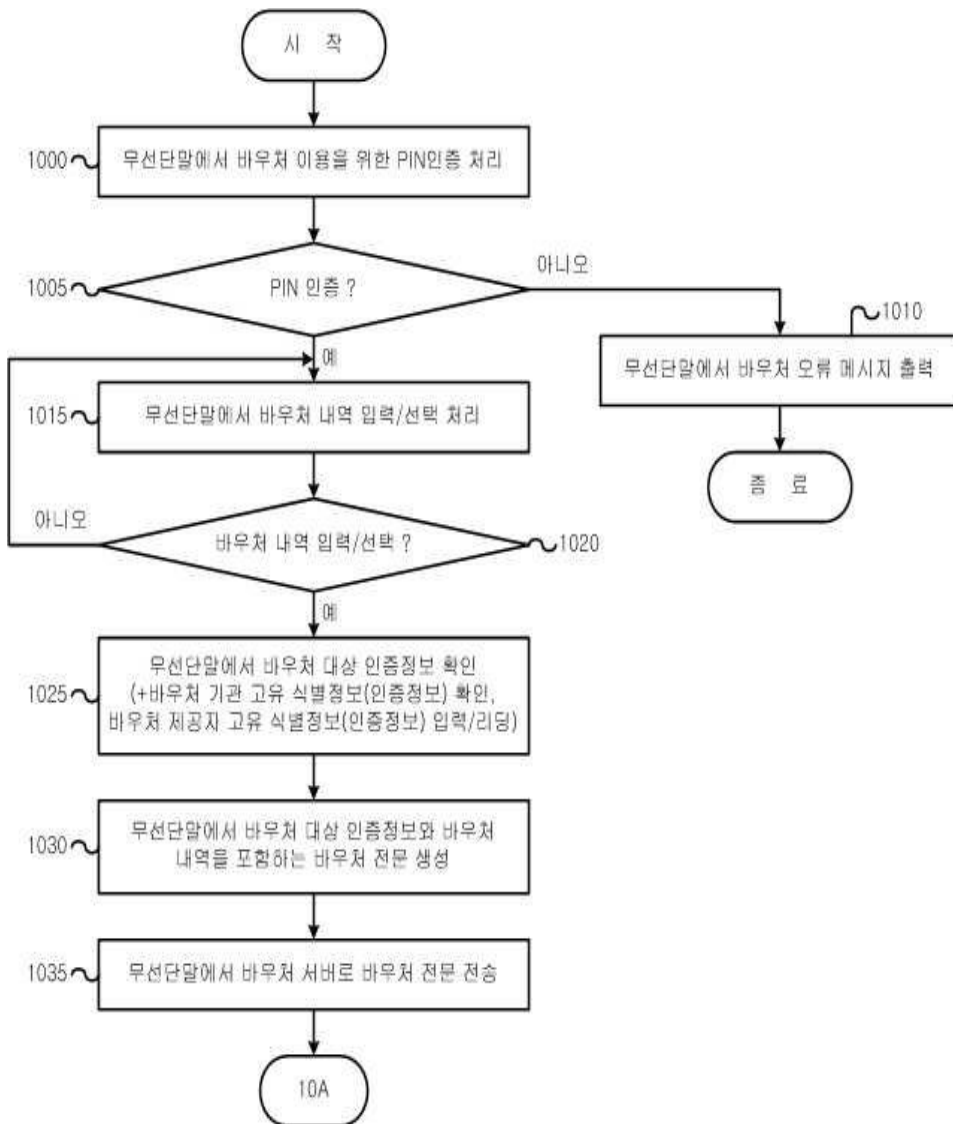 시 작
1000
무선단말에서 바우처 이용을 위한 PIN인증 처리
1005
PIN 인증 ?
아니오
1010
무선단말에서 바우처 오류 메시지 출력
종 료
예
1015
무선단말에서 바우처 내역 입력/선택 처리
아니오
바우처 내역 입력/선택 ?
1020
예
1025
무선단말에서 바우처 대상 인증정보 확인
(+바우처 기관 고유 식별정보(인증정보) 확인,
바우처 제공자 고유 식별정보(인증정보) 입력/리딩)
1030
무선단말에서 바우처 대상 인증정보와 바우처
내역을 포함하는 바우처 전문 생성
1035
무선단말에서 바우처 서버로 바우처 전문 전송
10A